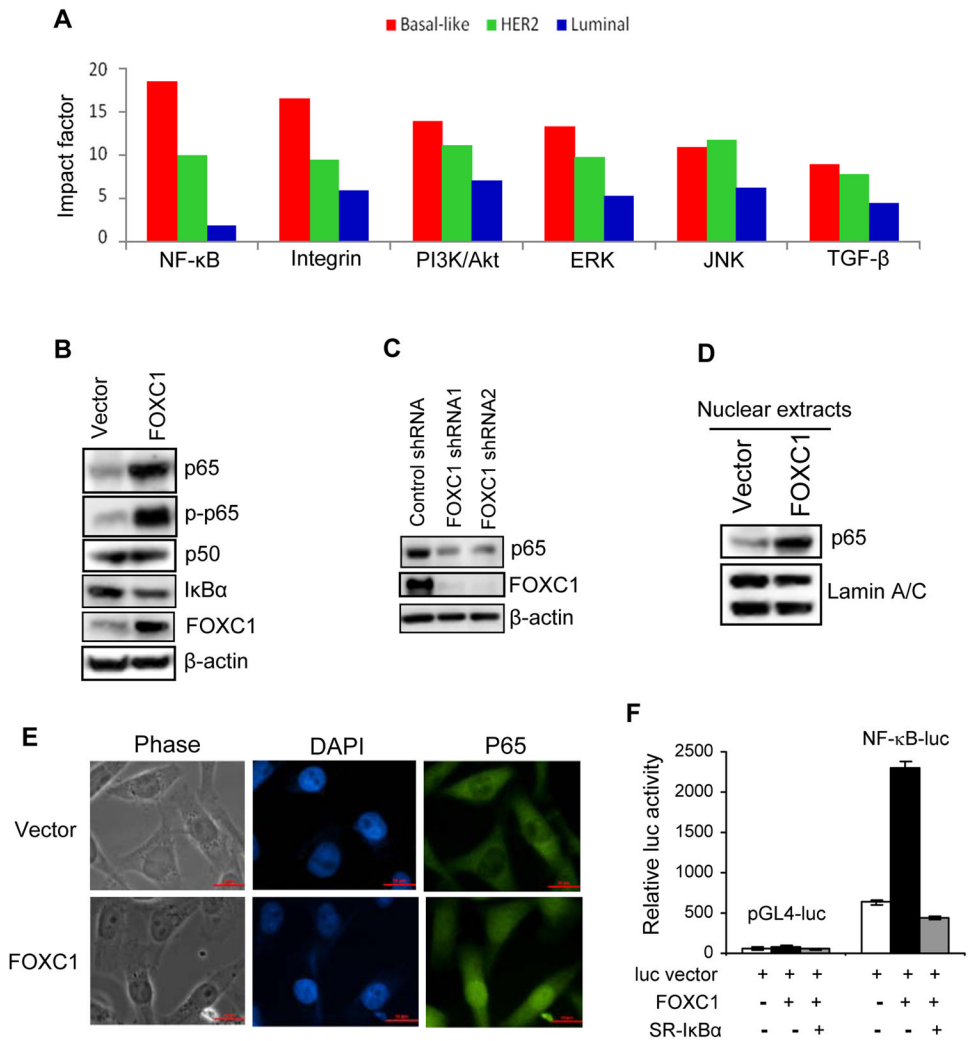 A
Basal-like HER2 Luminal
Impact factor
20
15
10
5
0
NF-κB Integrin PI3K/Akt ERK JNK TGF-β
B
Vector FOXC1
p65
p-p65
p50
IκBα
FOXC1
β-actin
C
Control shRNA FOXC1 shRNA1 FOXC1 shRNA2
p65
FOXC1
β-actin
D
Nuclear extracts
Vector FOXC1
p65
Lamin A/C
E
Phase DAPI P65
Vector
FOXC1
F
Relative luc activity
2500
2000
1500
1000
500
0
NF-κB-luc
pGL4-luc
luc vector + + + + + +
FOXC1 - + + - + +
SR-IκBα - - + - - +